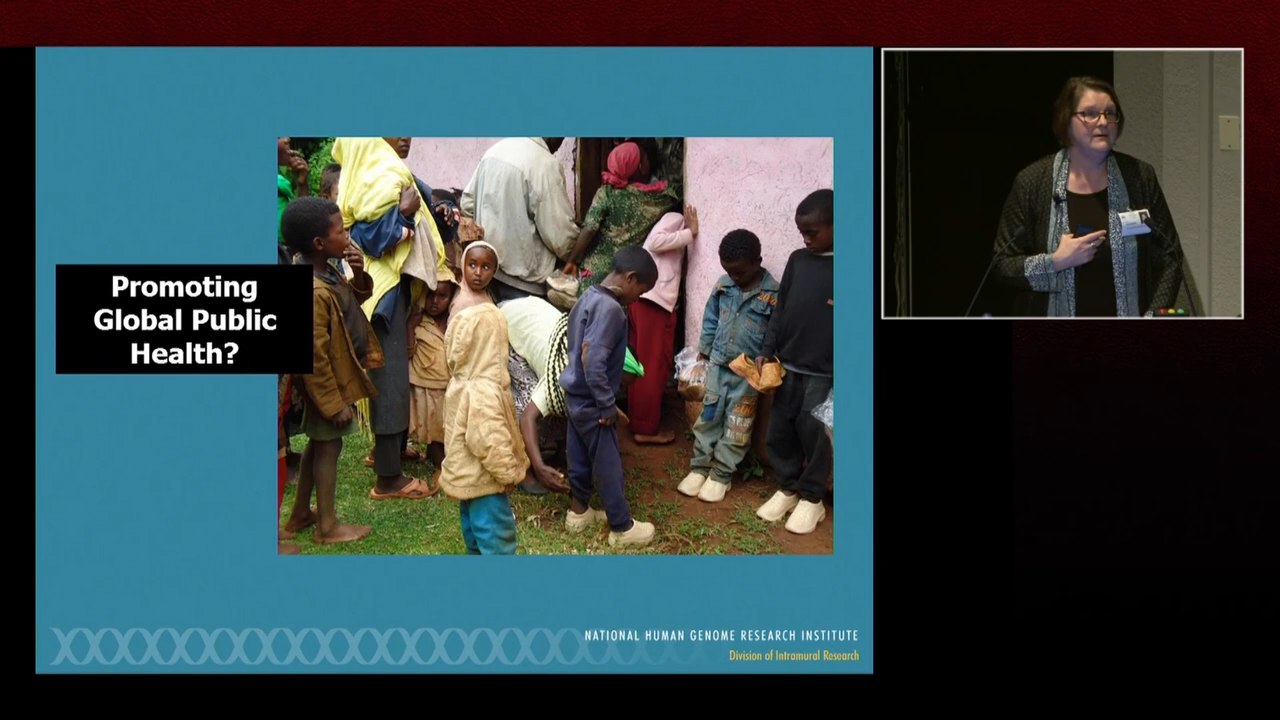 Promoting
Global Public
Health?
NATIONAL HUMAN GENOME RESEARCH INSTITUTE
Division of Intramural Research